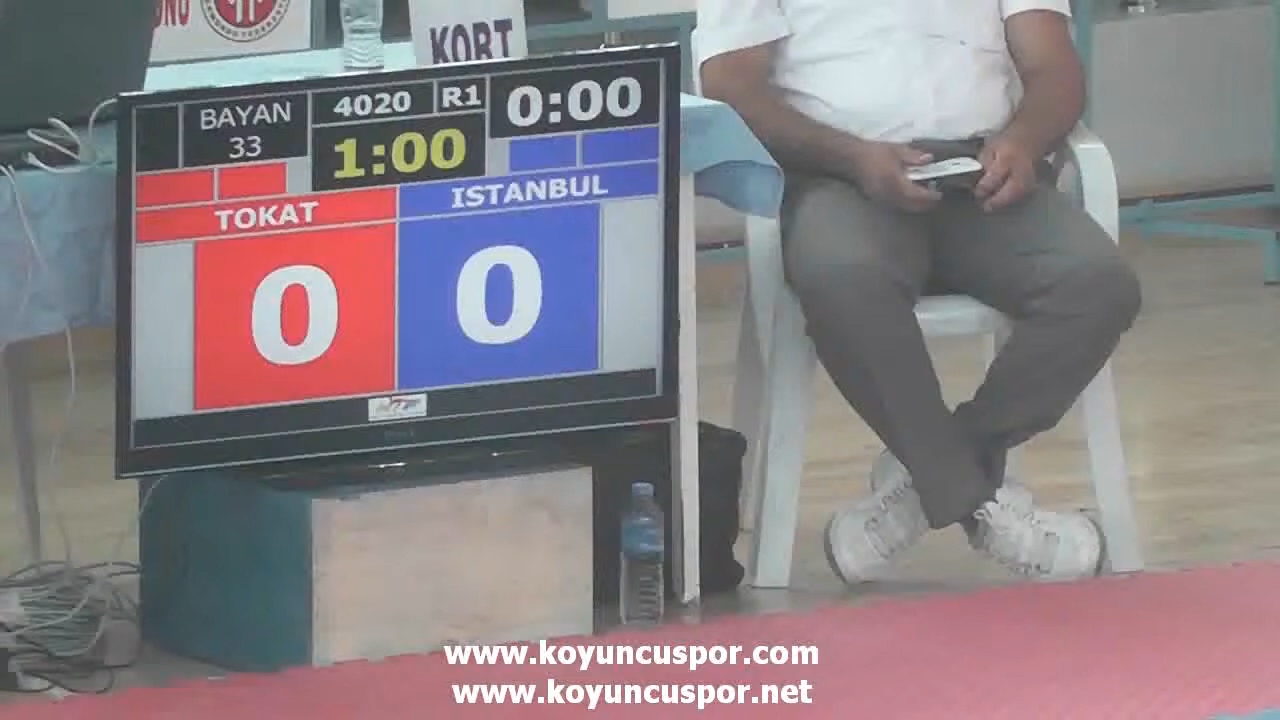 KORT
BAYAN
33
4020
R1
0:00
1:00
TOKAT
ISTANBUL
0
0
www.koyuncuspor.com
www.koyuncuspor.net